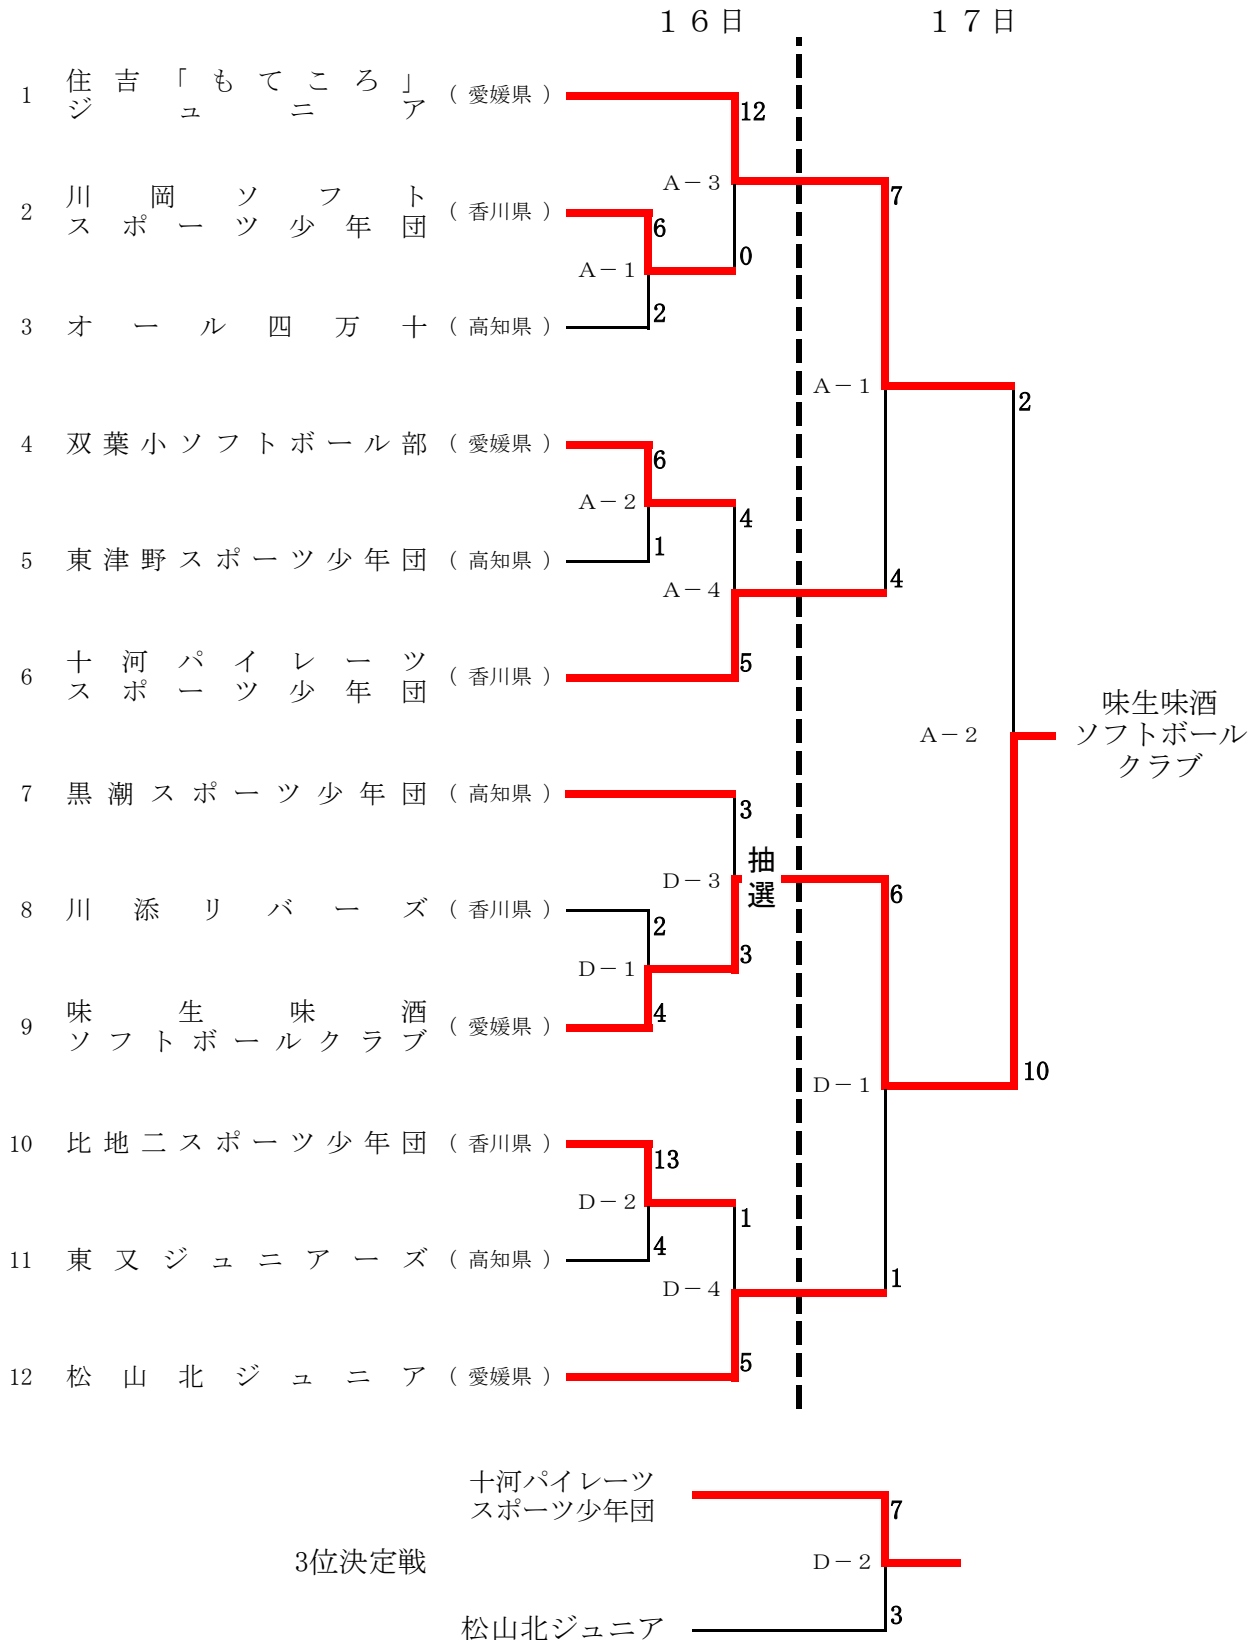 １６日 １７日
1 住吉「もてころ」
ジュニア (愛媛県)
12
A－3
7
2 川岡ソフト
スポーツ少年団 (香川県)
6
0
A－1
3 オール四万十 (高知県)
2
A－1
2
4 双葉小ソフトボール部 (愛媛県)
6
A－2
4
5 東津野スポーツ少年団 (高知県)
1
A－4
4
6 十河パイレーツ
スポーツ少年団 (香川県)
5
A－2
味生味酒
ソフトボール
クラブ
7 黒潮スポーツ少年団 (高知県)
3
D－3
抽選
6
8 川添リバーズ (香川県)
2
D－1
3
9 味生味酒
ソフトボールクラブ (愛媛県)
4
D－1
10
10 比地二スポーツ少年団 (香川県)
13
D－2
1
11 東又ジュニアーズ (高知県)
4
D－4
1
12 松山北ジュニア (愛媛県)
5
十河パイレーツ
スポーツ少年団
7
3位決定戦
D－2
松山北ジュニア
3